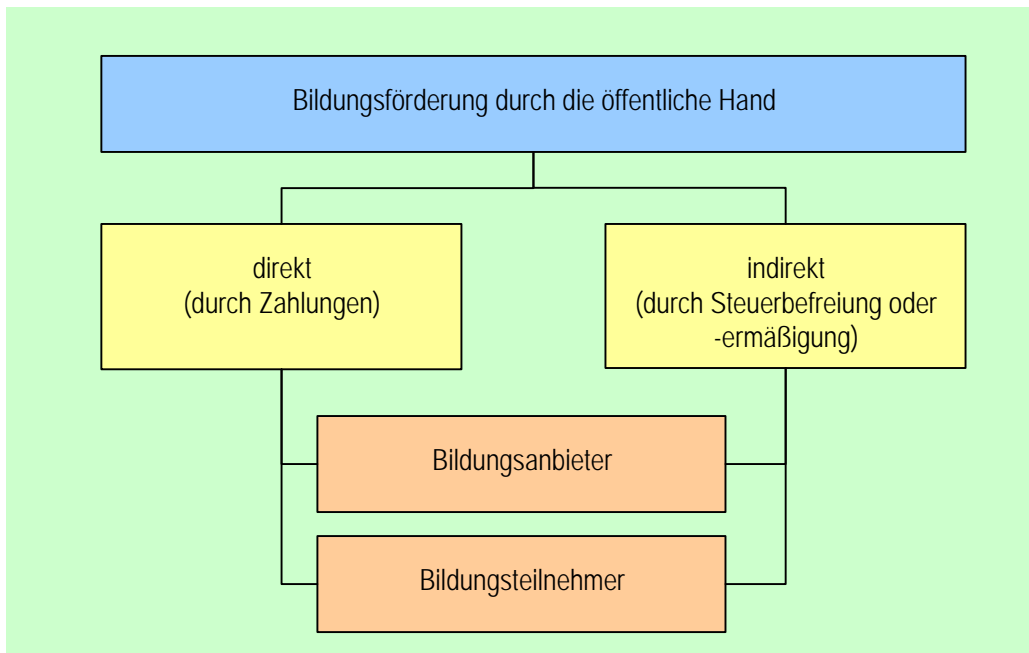 Bildungsförderung durch die öffentliche Hand
direkt
(durch Zahlungen)
indirekt
(durch Steuerbefreiung oder
-ermäßigung)
Bildungsanbieter
Bildungsteilnehmer